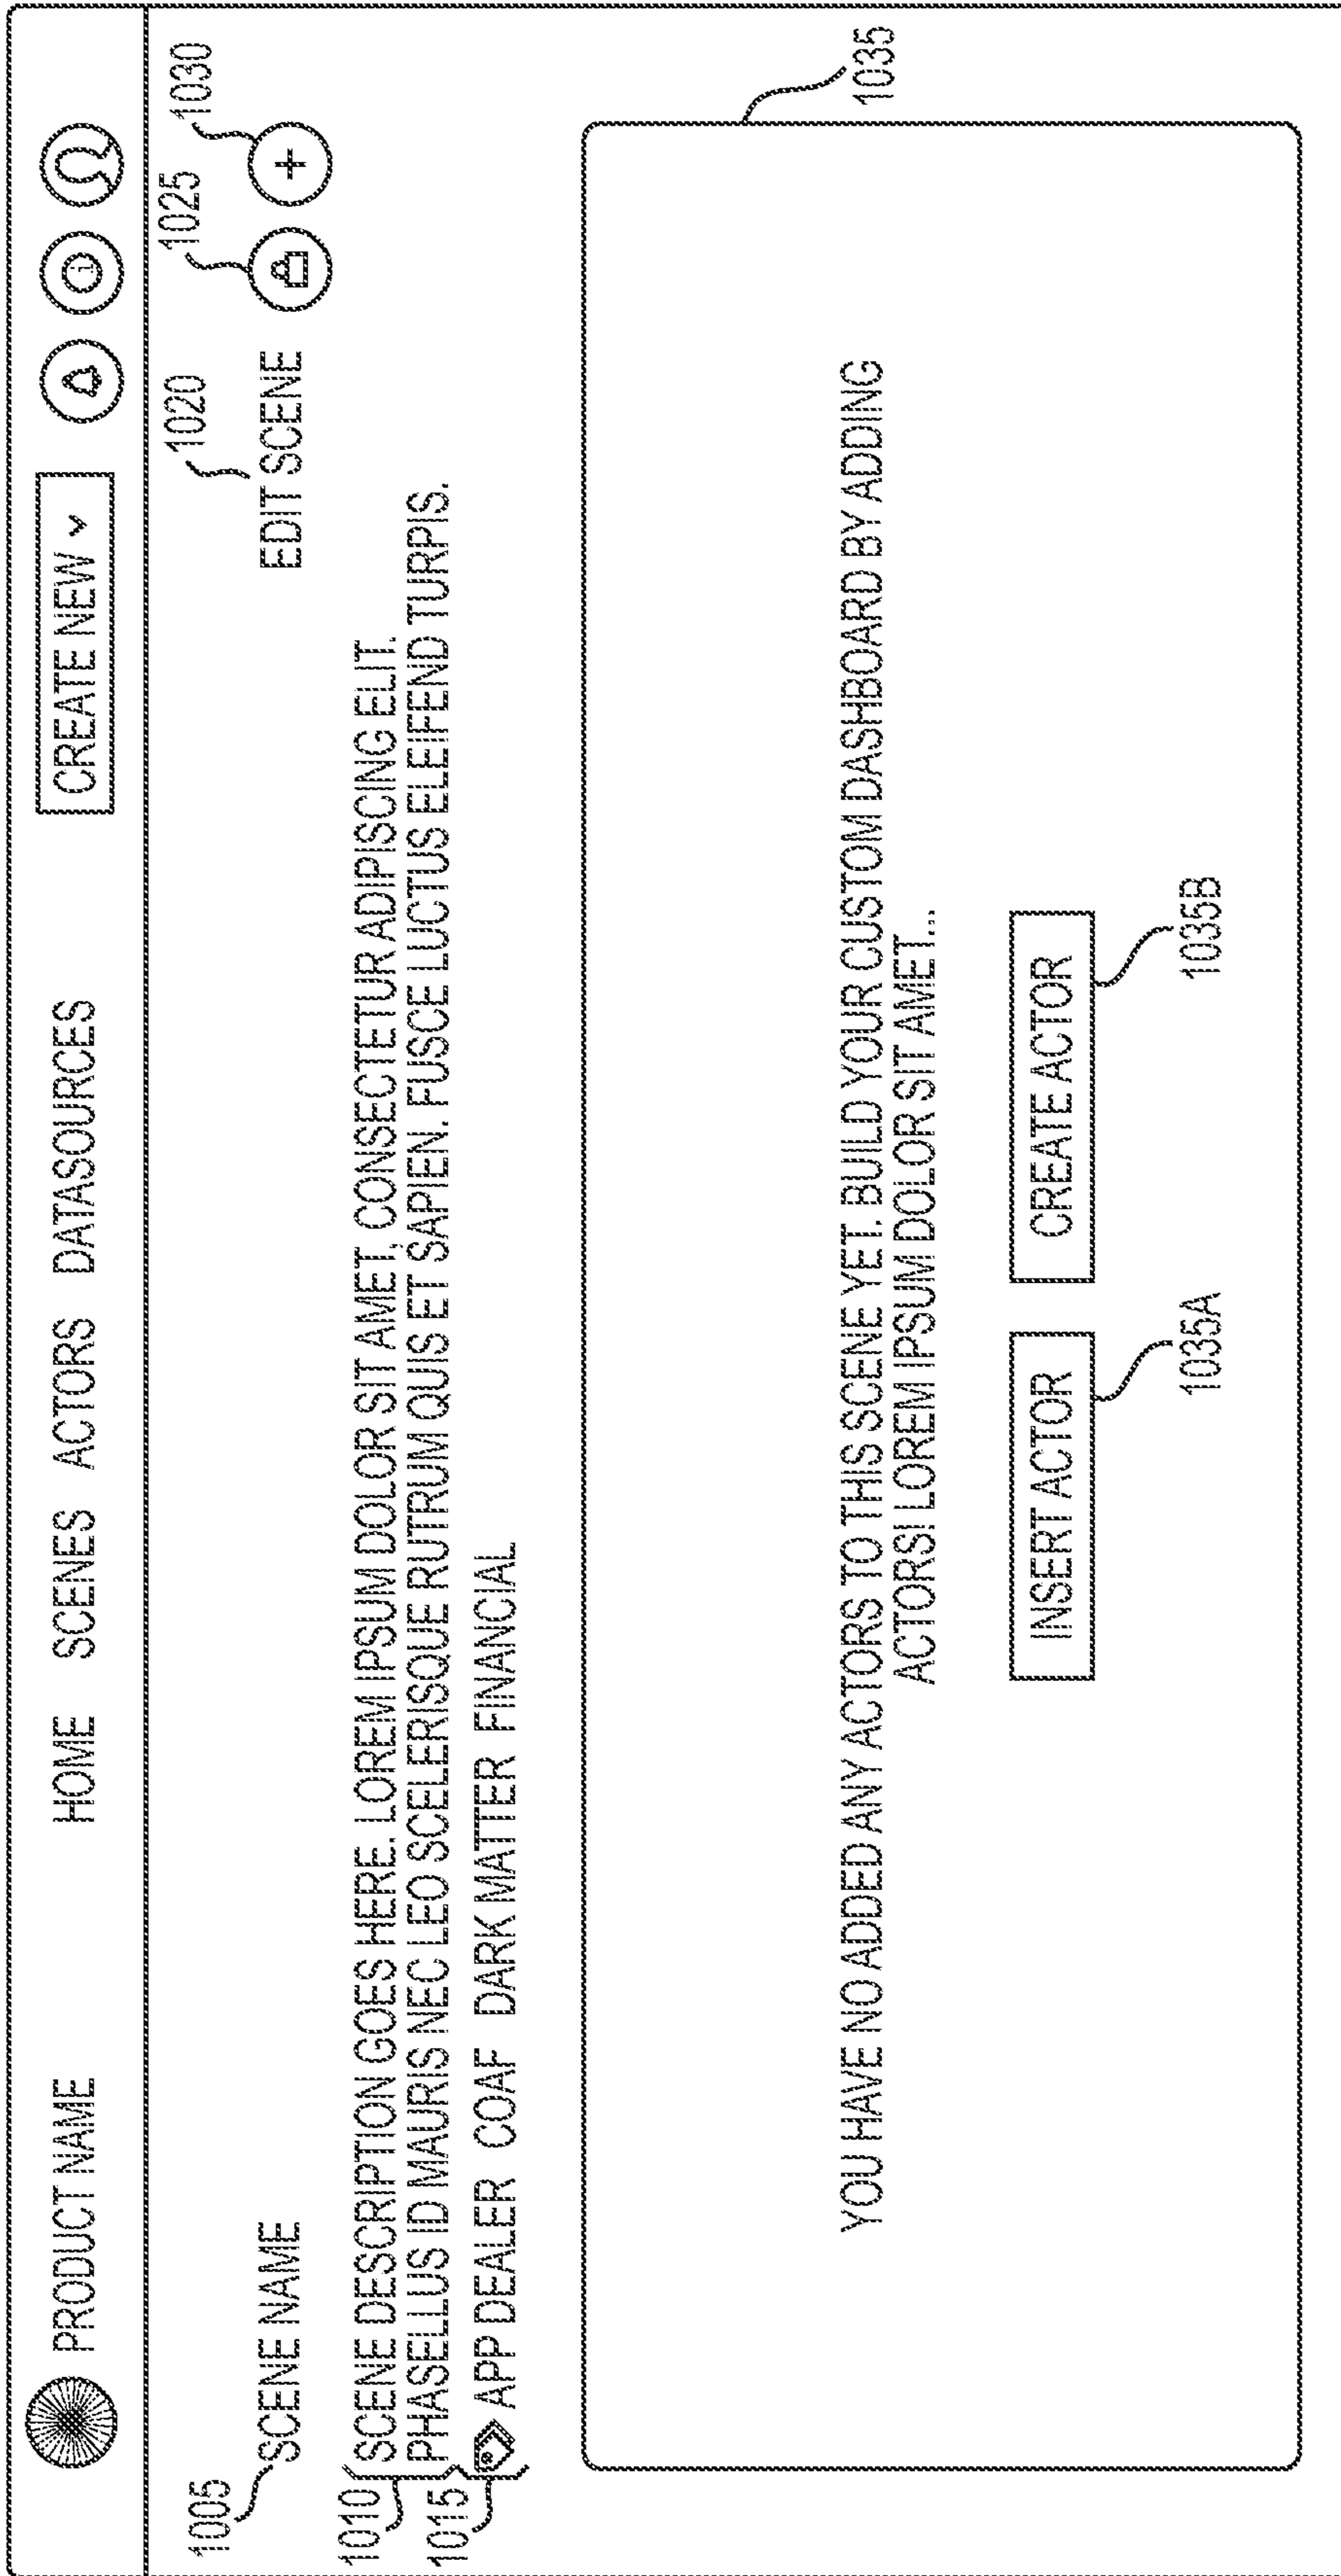 PRODUCT NAME HOME SCENES ACTORS DATASOURCES CREATE NEW
1005 1020 1025 1030
SCENE NAME EDIT SCENE
1010 SCENE DESCRIPTION GOES HERE. LOREM IPSUM DOLOR SIT AMET, CONSECTETUR ADIPISCING ELIT.
PHASELLUS ID MAURIS NEC LEO SCELERISQUE RUTRUM QUIS ET SAPIEN. FUSCE LUCTUS ELEIFEND TURPIS.
1015 APP DEALER COAF DARK MATTER FINANCIAL
YOU HAVE NO ADDED ANY ACTORS TO THIS SCENE YET. BUILD YOUR CUSTOM DASHBOARD BY ADDING
1035
ACTORS! LOREM IPSUM DOLOR SIT AMET...
INSERT ACTOR CREATE ACTOR
1035A 1035B